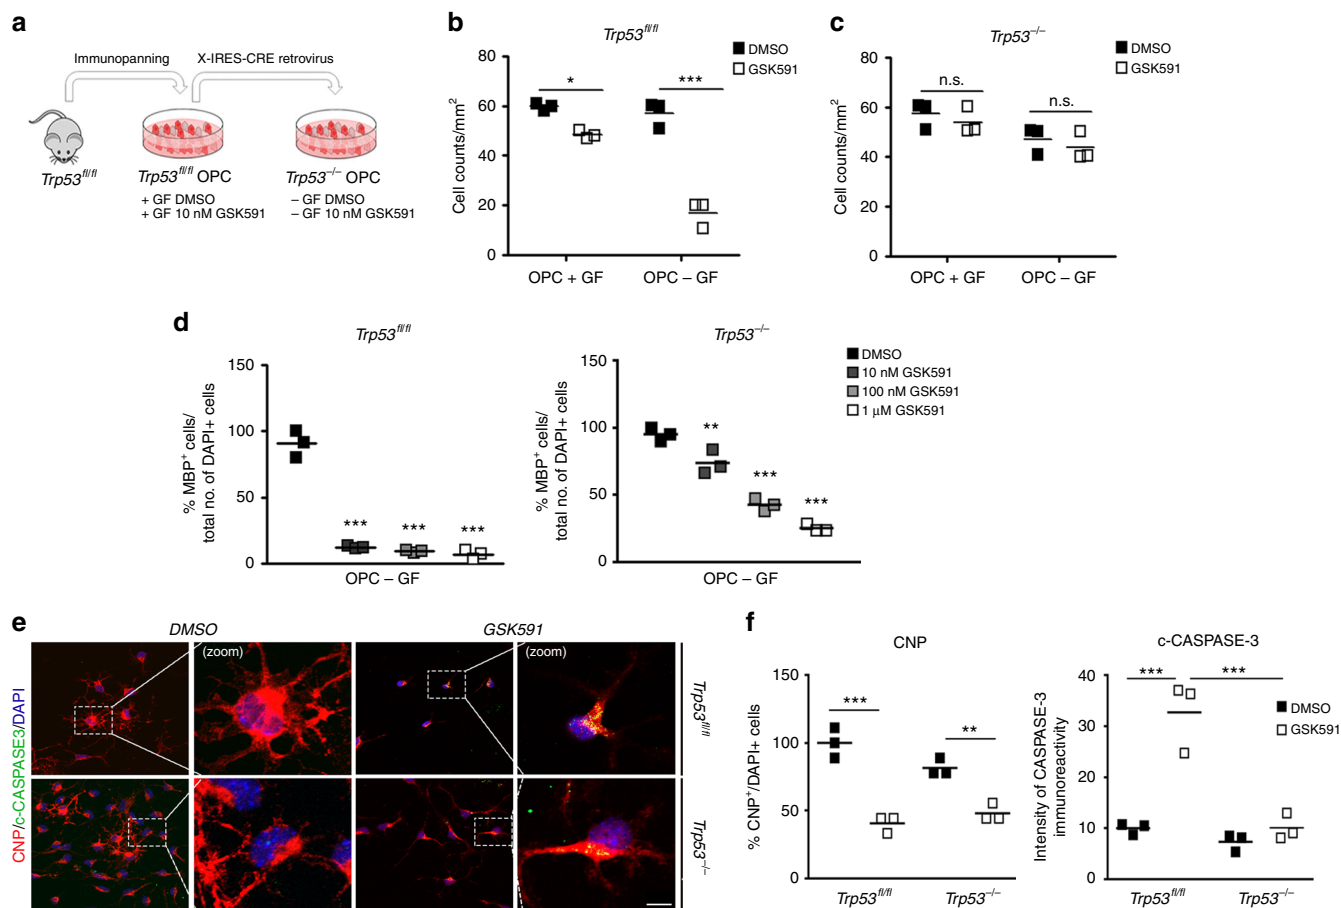 a
Immunopanning
X-IRES-CRE retrovirus
Trp53fl/fl
Trp53fl/fl OPC
+ GF DMSO
+ GF 10 nM GSK591
Trp53–/– OPC
– GF DMSO
– GF 10 nM GSK591
b
Trp53fl/fl
DMSO
GSK591
Cell counts/mm2
80
60
40
20
0
*
***
OPC + GF
OPC – GF
c
Trp53–/–
DMSO
GSK591
Cell counts/mm2
80
60
40
20
0
n.s.
n.s.
OPC + GF
OPC – GF
d
Trp53fl/fl
% MBP+ cells/
total no. of DAPI+ cells
150
100
50
0
***
***
***
OPC – GF
Trp53–/–
% MBP+ cells/
total no. of DAPI+ cells
150
100
50
0
**
***
***
OPC – GF
DMSO
10 nM GSK591
100 nM GSK591
1 μM GSK591
e
DMSO
GSK591
(zoom)
(zoom)
CNP/c-CASPASE3/DAPI
Trp53fl/fl
Trp53–/–
f
CNP
% CNP+/DAPI+ cells
150
100
50
0
***
**
Trp53fl/fl
Trp53–/–
c-CASPASE-3
Intensity of CASPASE-3
immunoreactivity
40
30
20
10
0
***
***
DMSO
GSK591
Trp53fl/fl
Trp53–/–